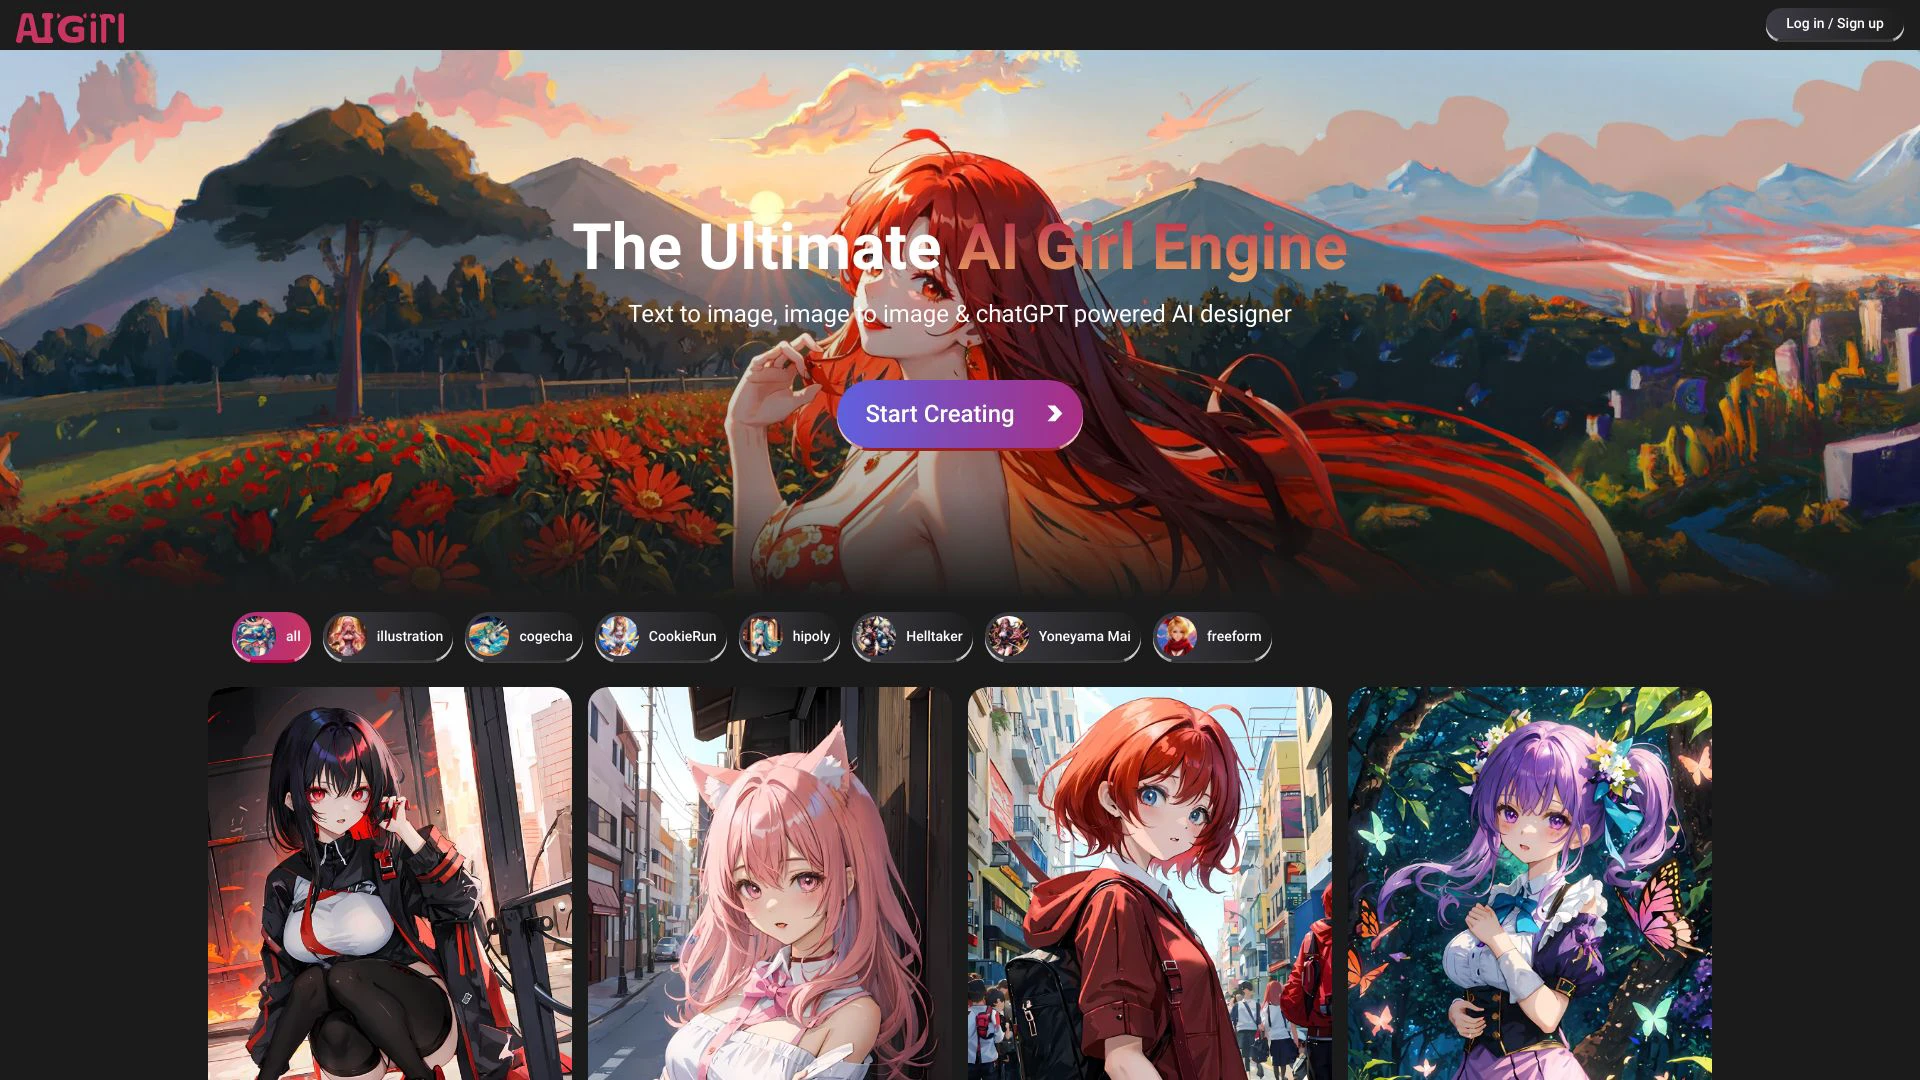 AIGirl
Log in / Sign up
The Ultimate AI Girl Engine
Text to image, image to image & chatGPT powered AI designer
Start Creating
all
illustration
cogecha
CookieRun
hipoly
Helltaker
Yoneyama Mai
freeform